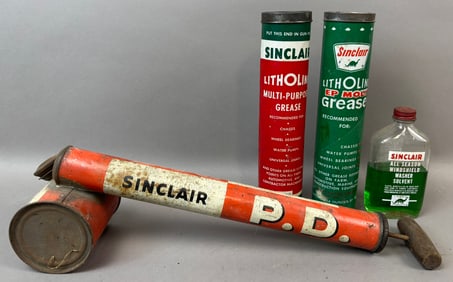 PUT THIS END IN GUN
SINCLAIR
LITHOLINE
MULTI-PURPOSE
GREASE
RECOMMENDED FOR:
CHASSIS
WHEEL BEARINGS
WATER PUMPS
UNIVERSAL JOINTS
Sinclair
LITHOLINE
EP MOLY
Grease
RECOMMENDED
FOR:
CHASSIS
WATER PUMPS
WHEEL BEARINGS
UNIVERSAL JOINTS
SINCLAIR
ALL SEASON
WINDSHIELD
WASHER
SOLVENT
SINCLAIR P.D.